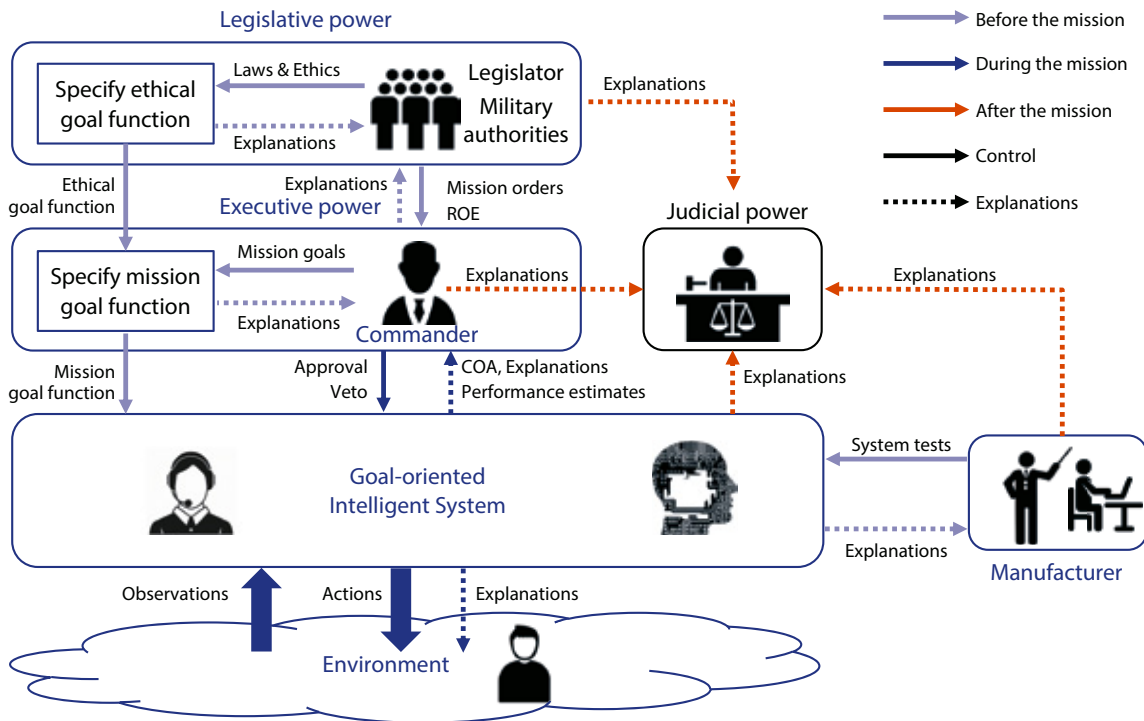 Legislative power
Before the mission
During the mission
After the mission
Control
Explanations
Specify ethical
goal function
Laws & Ethics
Explanations
Legislator
Military
authorities
Explanations
Ethical
goal function
Explanations
Mission orders
ROE
Executive power
Judicial power
Specify mission
goal function
Mission goals
Explanations
Commander
Explanations
Explanations
Mission
goal function
Approval
Veto
COA, Explanations
Performance estimates
Explanations
Goal-oriented
Intelligent System
System tests
Explanations
Manufacturer
Observations
Actions
Explanations
Environment